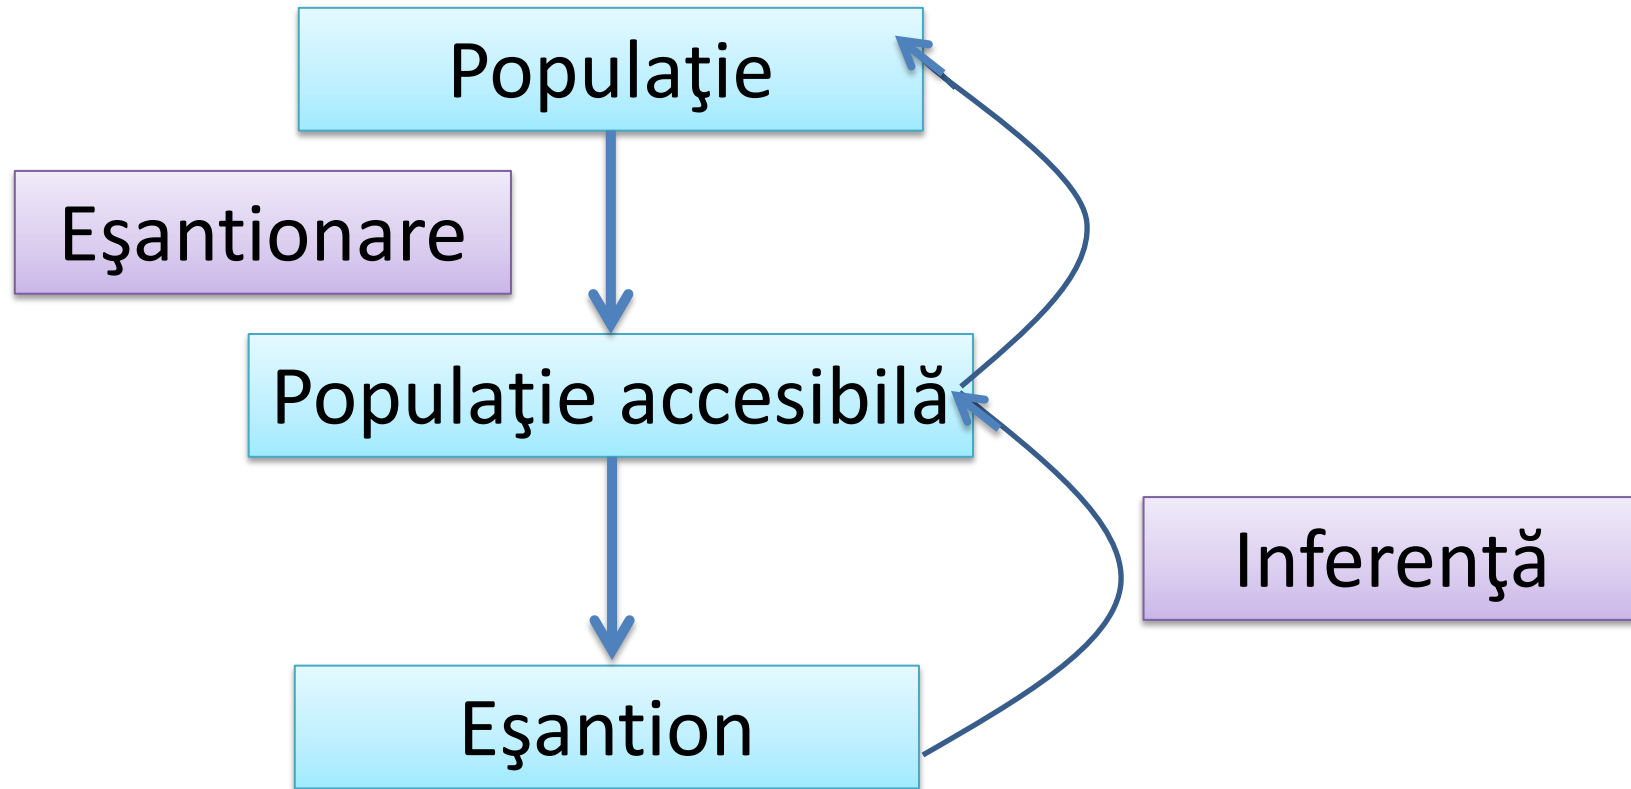 Populaţie
Eşantionare
Populaţie accesibilă
Inferenţă
Eşantion